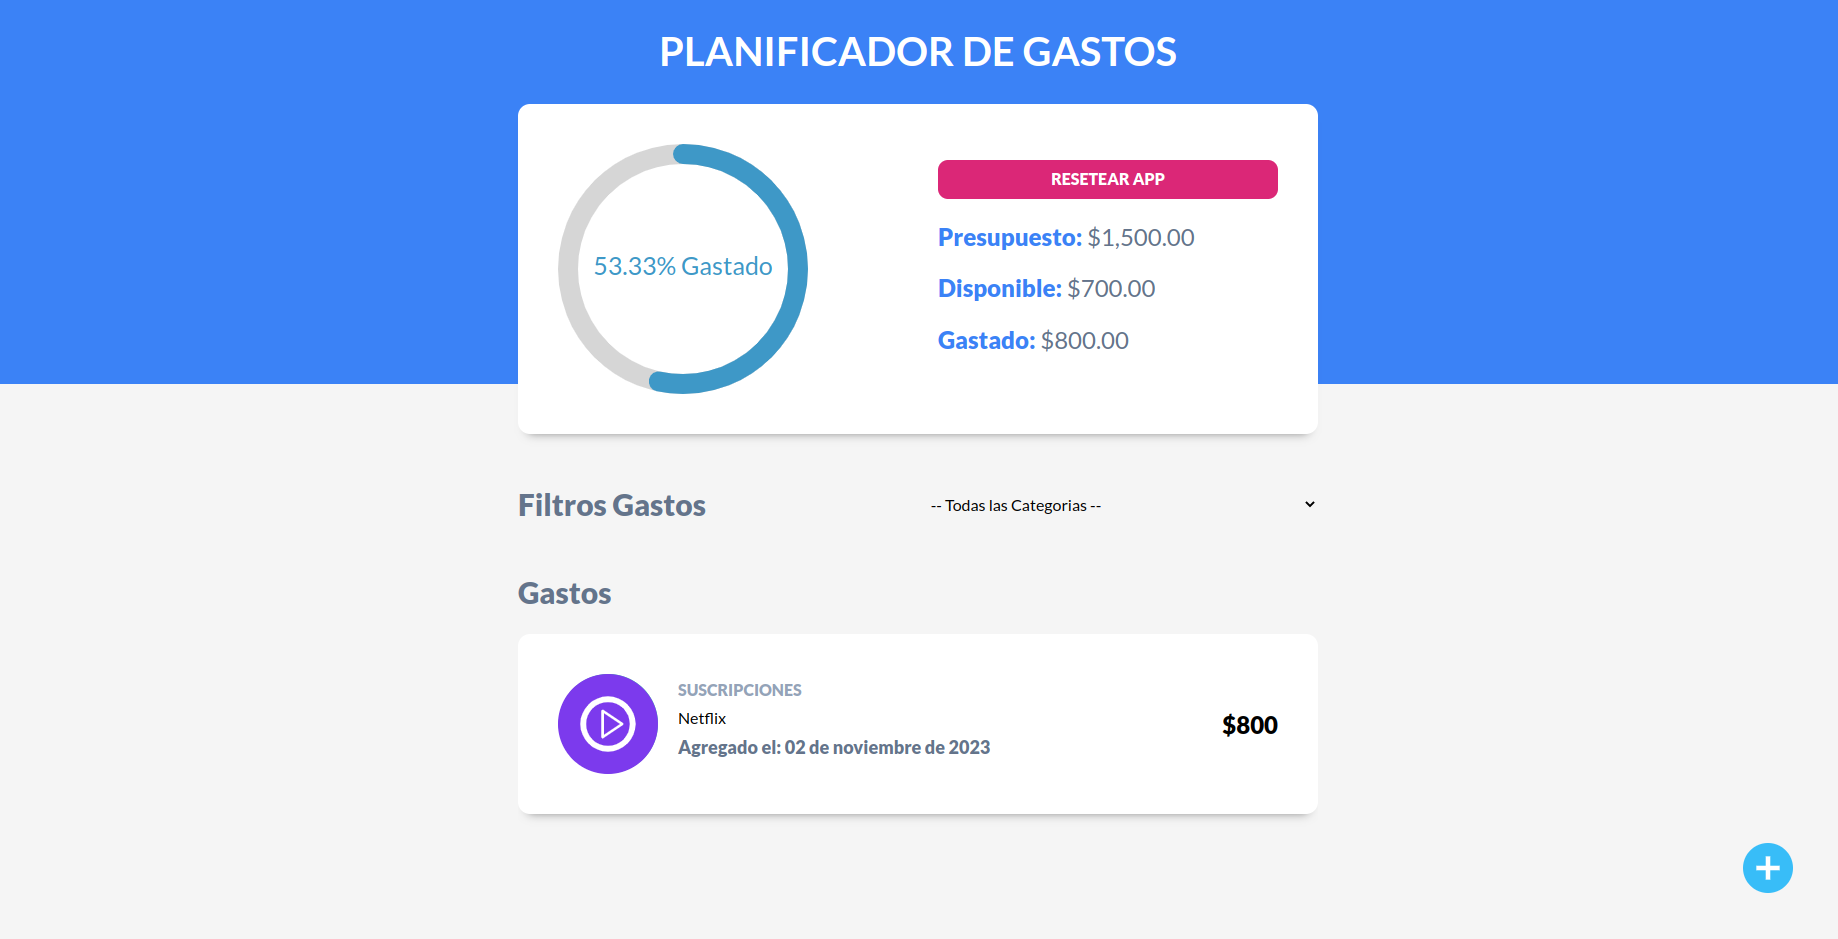 PLANIFICADOR DE GASTOS
53.33% Gastado
RESETEAR APP
Presupuesto: $1,500.00
Disponible: $700.00
Gastado: $800.00
Filtros Gastos
-- Todas las Categorias --
Gastos
SUSCRIPCIONES
Netflix
Agregado el: 02 de noviembre de 2023
$800